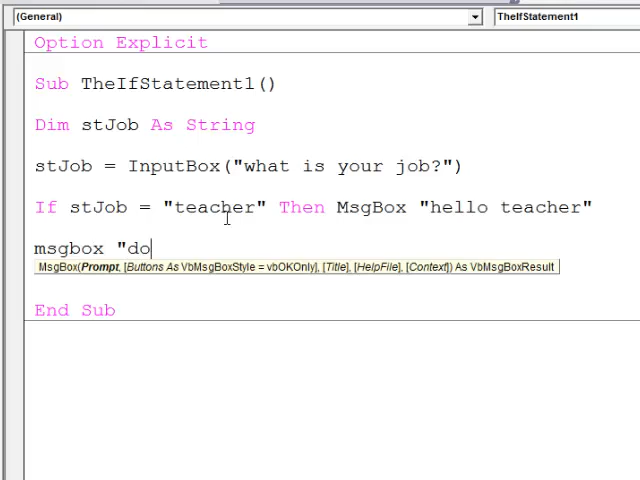 (General) TheIfStatement1
Option Explicit
Sub TheIfStatement1()
Dim stJob As String
stJob = InputBox("what is your job?")
If stJob = "teacher" Then MsgBox "hello teacher"
msgbox "do
MsgBox(Prompt, [Buttons As VbMsgBoxStyle = vbOKOnly], [Title], [HelpFile], [Context]) As VbMsgBoxResult
End Sub